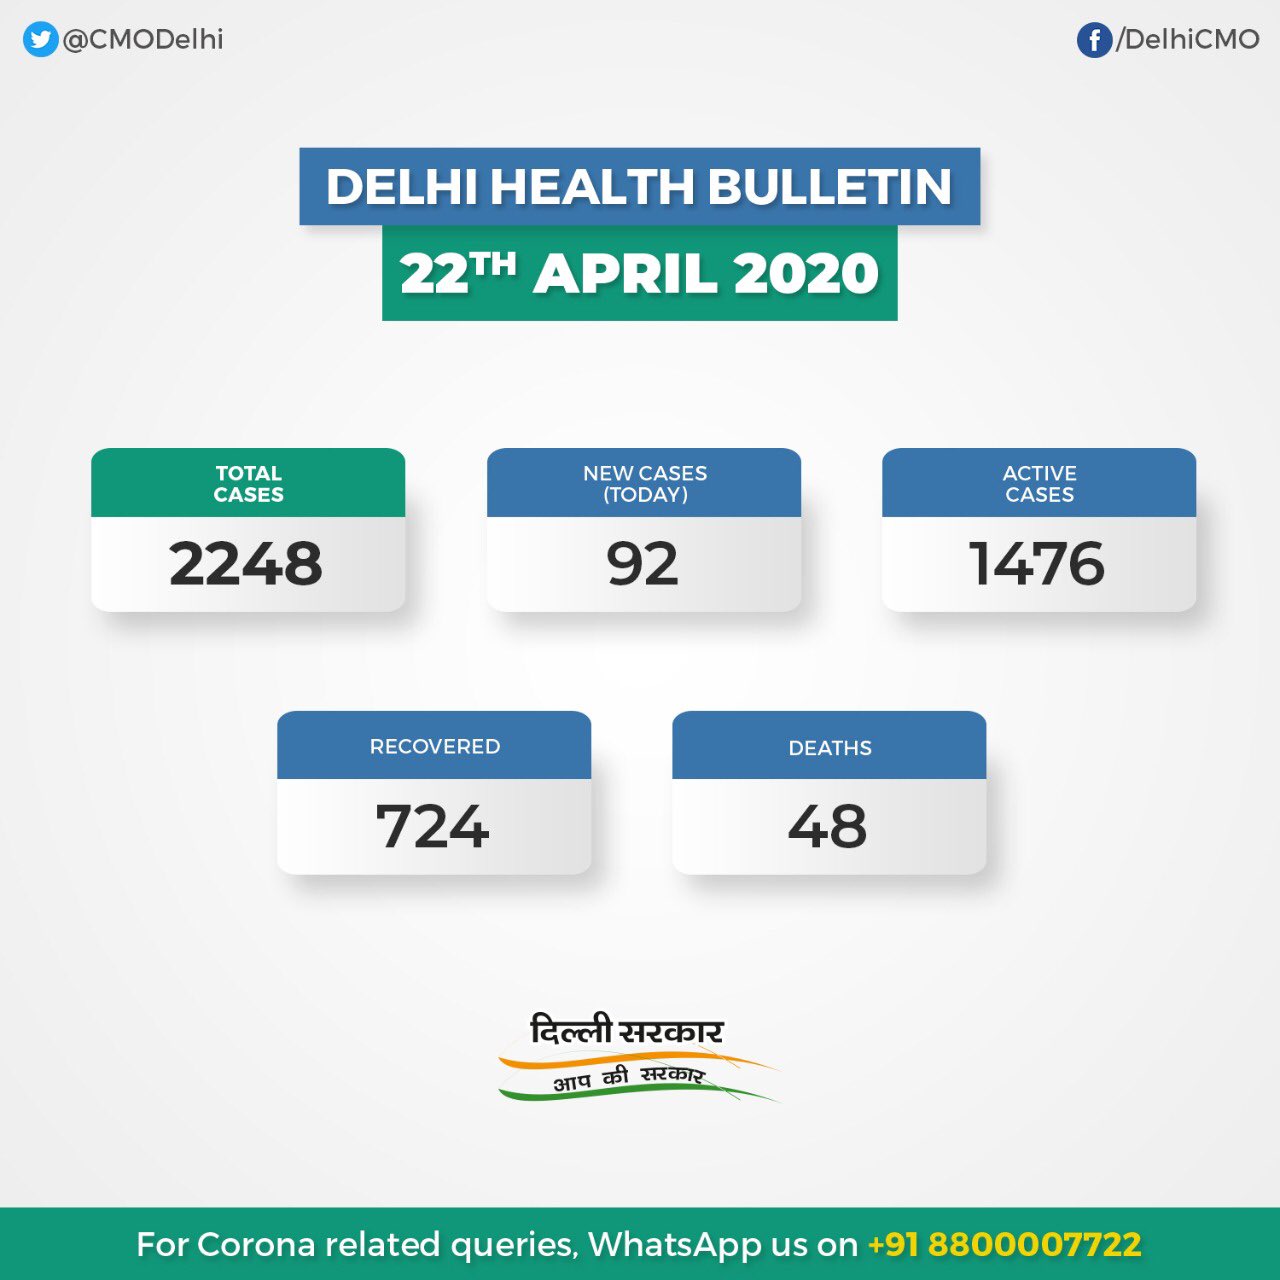 @CMODelhi
/DelhiCMO
DELHI HEALTH BULLETIN
22TH APRIL 2020
TOTAL
CASES
2248
NEW CASES
(TODAY)
92
ACTIVE
CASES
1476
RECOVERED
724
DEATHS
48
दिल्ली सरकार
आप की सरकार
For Corona related queries, WhatsApp us on +91 8800007722